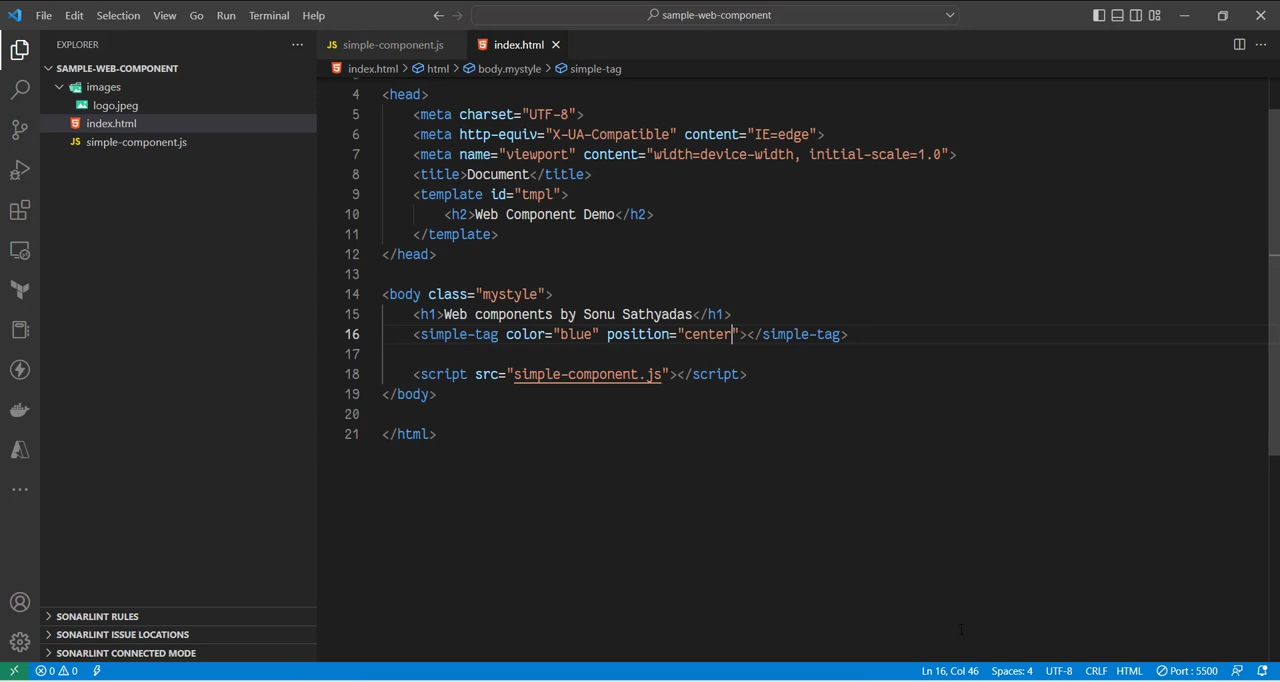 File Edit Selection View Go Run Terminal Help
sample-web-component
EXPLORER
SAMPLE-WEB-COMPONENT
images
logo.jpeg
index.html
JS simple-component.js
SONARLINT RULES
SONARLINT ISSUE LOCATIONS
SONARLINT CONNECTED MODE
JS simple-component.js
index.html
index.html > html > body.mystyle > simple-tag
4 <head>
5 <meta charset="UTF-8">
6 <meta http-equiv="X-UA-Compatible" content="IE=edge">
7 <meta name="viewport" content="width=device-width, initial-scale=1.0">
8 <title>Document</title>
9 <template id="tmpl">
10 <h2>Web Component Demo</h2>
11 </template>
12 </head>
13
14 <body class="mystyle">
15 <h1>Web components by Sonu Sathyadas</h1>
16 <simple-tag color="blue" position="center"></simple-tag>
17
18 <script src="simple-component.js"></script>
19 </body>
20
21 </html>
0 0
Ln 16, Col 46 Spaces: 4 UTF-8 CRLF HTML Port : 5500